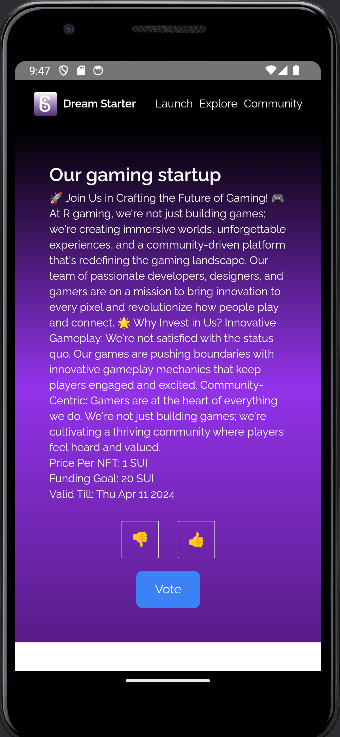 9:47
Dream Starter Launch Explore Community
Our gaming startup
🚀 Join Us in Crafting the Future of Gaming! 🎮
At R gaming, we're not just building games;
we're creating immersive worlds, unforgettable
experiences, and a community-driven platform
that's redefining the gaming landscape. Our
team of passionate developers, designers, and
gamers are on a mission to bring innovation to
every pixel and revolutionize how people play
and connect. 🌟 Why Invest in Us? Innovative
Gameplay: We're not satisfied with the status
quo. Our games are pushing boundaries with
innovative gameplay mechanics that keep
players engaged and excited. Community-
Centric: Gamers are at the heart of everything
we do. We're not just building games; we're
cultivating a thriving community where players
feel heard and valued.
Price Per NFT: 1 SUI
Funding Goal: 20 SUI
Valid Till: Thu Apr 11 2024
👎 👍
Vote